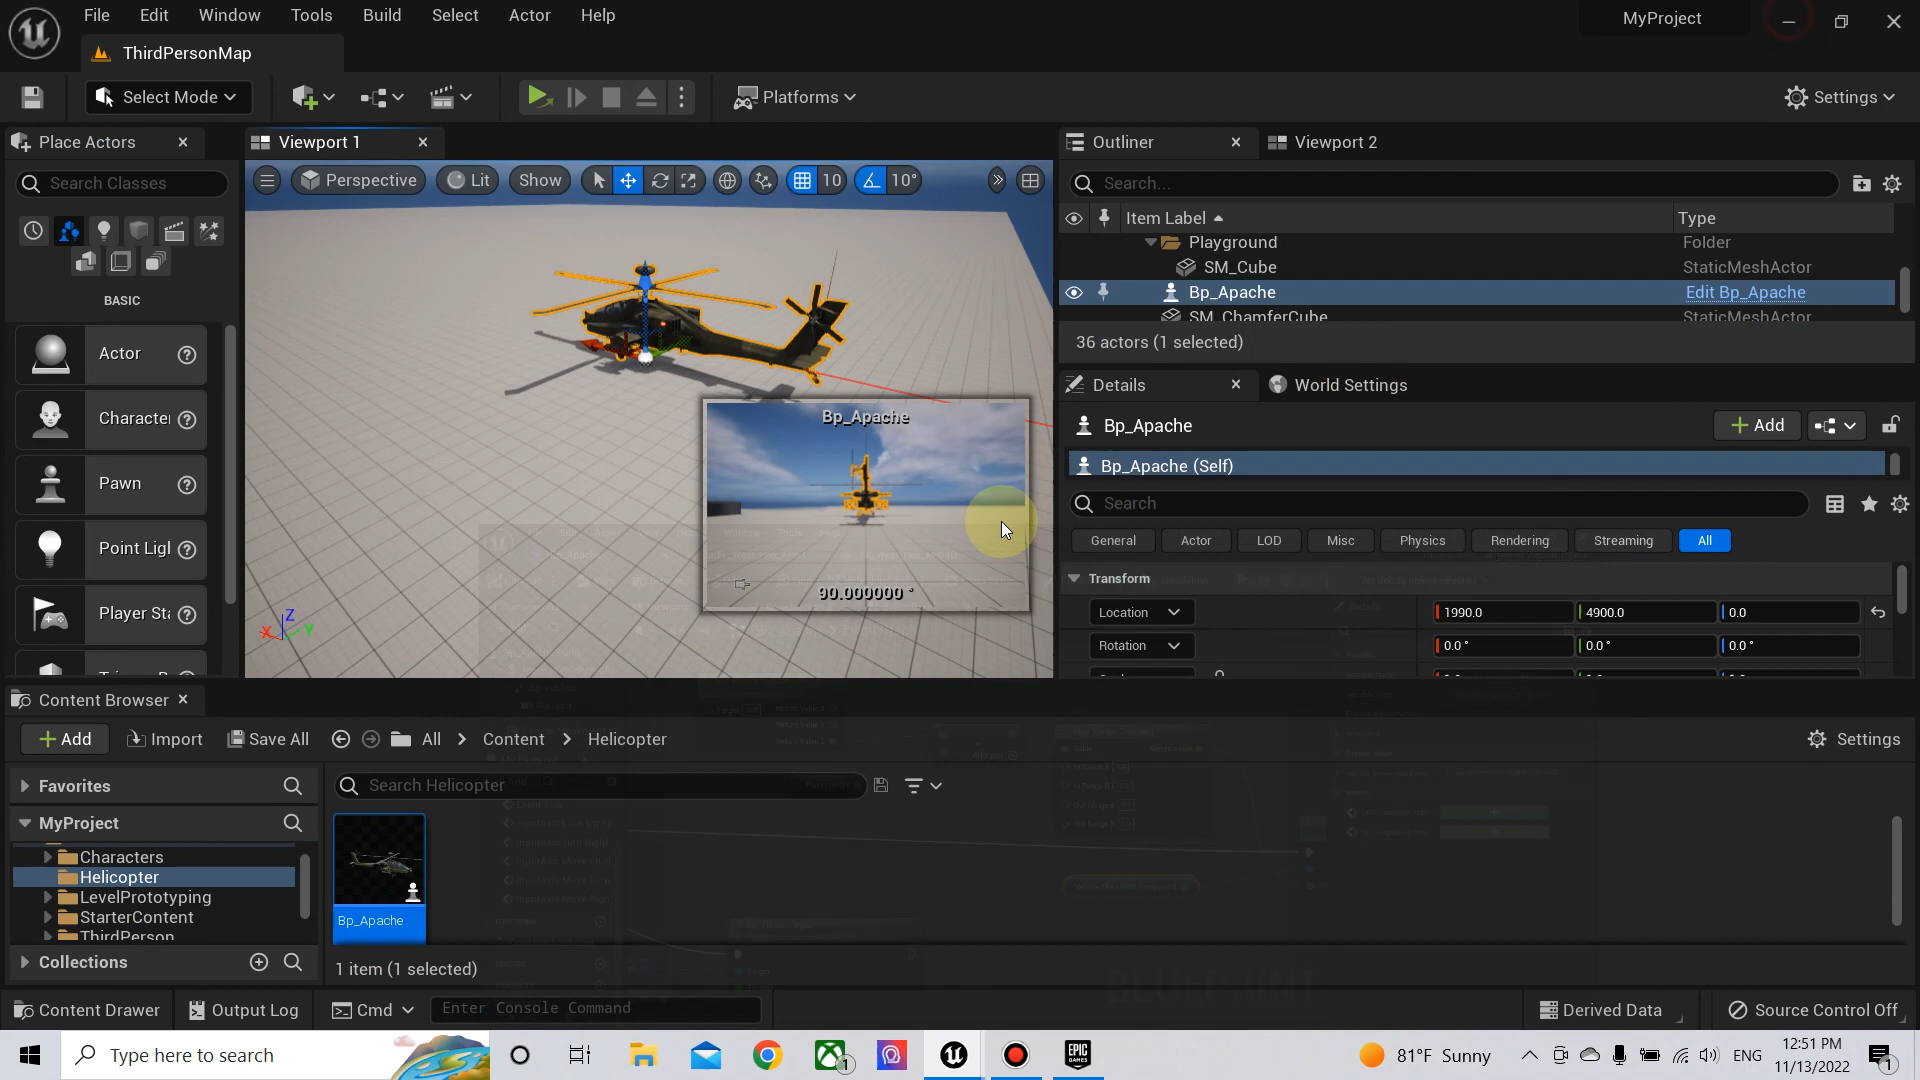 File Edit Window Tools Build Select Actor Help
MyProject
ThirdPersonMap
Select Mode
Platforms
Settings
Place Actors
Viewport 1
Outliner
Viewport 2
Search Classes
Perspective
Lit
Show
10
10°
Search...
Item Label
Type
Playground
Folder
SM_Cube
StaticMeshActor
Bp_Apache
Edit Bp_Apache
SM_ChamferCube
StaticMeshActor
36 actors (1 selected)
BASIC
Actor
Character
Pawn
Point Ligl
Player Sta
Details
World Settings
Bp_Apache
Add
Bp_Apache (Self)
Search
General
Actor
LOD
Misc
Physics
Rendering
Streaming
All
Transform
Location
1990.0
4900.0
0.0
Rotation
0.0°
0.0°
0.0°
Bp_Apache
90.000000 °
Z
X
Y
Content Browser
Add
Import
Save All
All
Content
Helicopter
Settings
Favorites
Search Helicopter
MyProject
Characters
Helicopter
LevelPrototyping
StarterContent
ThirdPerson
Collections
Bp_Apache
1 item (1 selected)
Content Drawer
Output Log
Cmd
Enter Console Command
Derived Data
Source Control Off
Type here to search
1
EPIC
GAMES
81°F Sunny
ENG
12:51 PM
11/13/2022
1